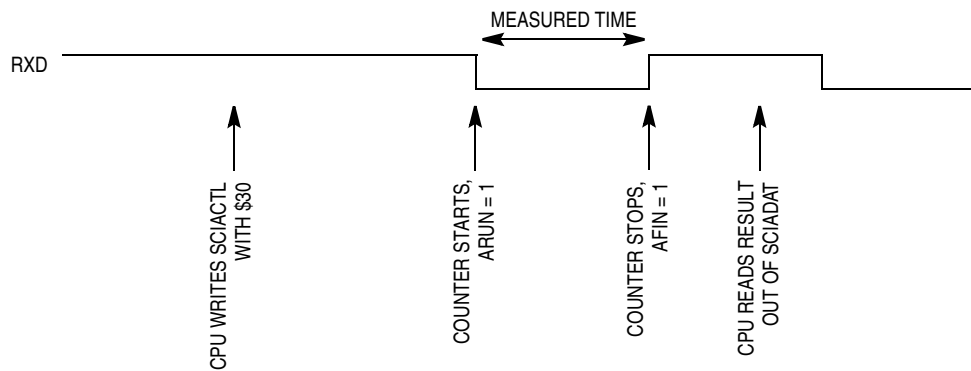 MEASURED TIME
RXD
CPU WRITES SCIACTL
WITH $30
COUNTER STARTS,
ARUN = 1
COUNTER STOPS,
AFIN = 1
CPU READS RESULT
OUT OF SCIADAT